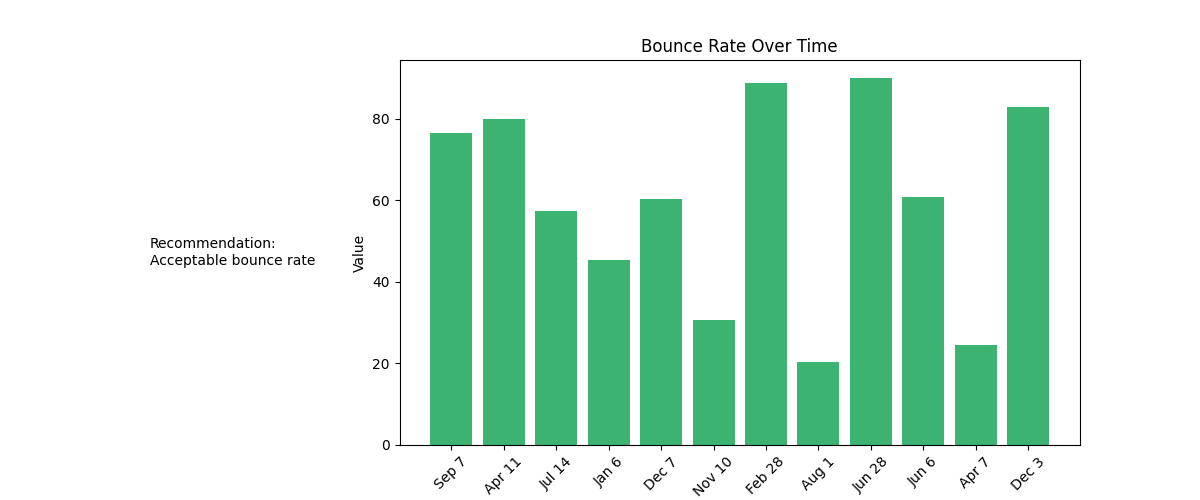 Bounce Rate Over Time
Recommendation:
Acceptable bounce rate
Value
80
60
40
20
0
Sep 7
Apr 11
Jul 14
Jan 6
Dec 7
Nov 10
Feb 28
Aug 1
Jun 28
Jun 6
Apr 7
Dec 3